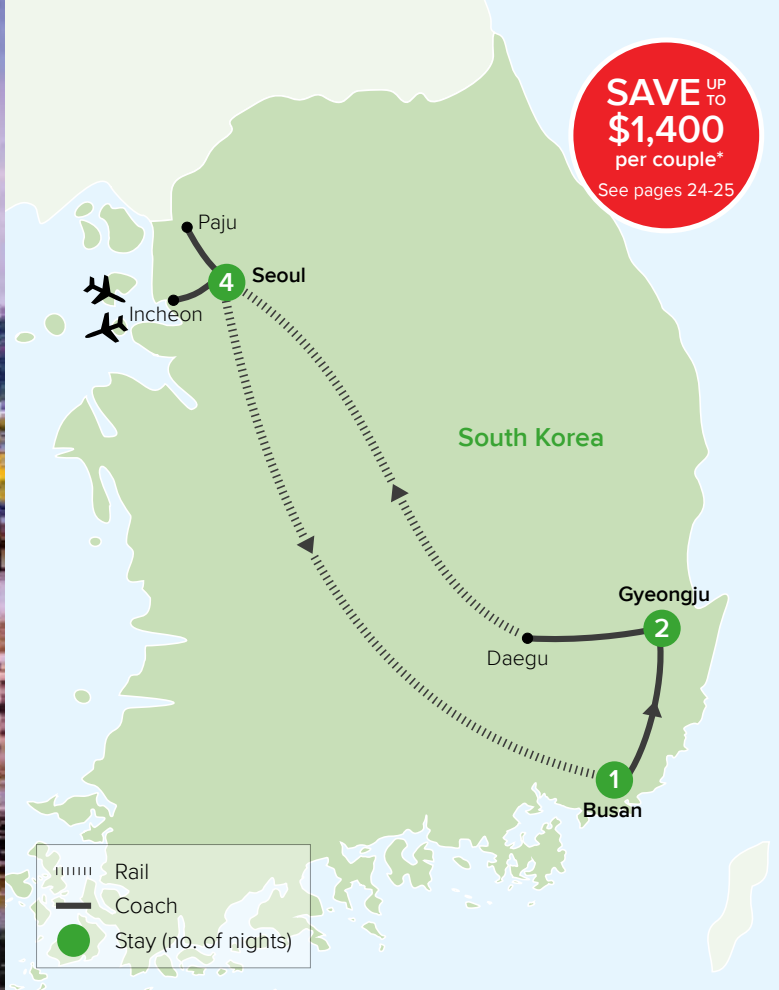 SAVE UP TO
$1,400
per couple*
See pages 24-25
Paju
4 Seoul
Incheon
South Korea
Gyeongju
2
Daegu
1
Busan
Rail
Coach
Stay (no. of nights)